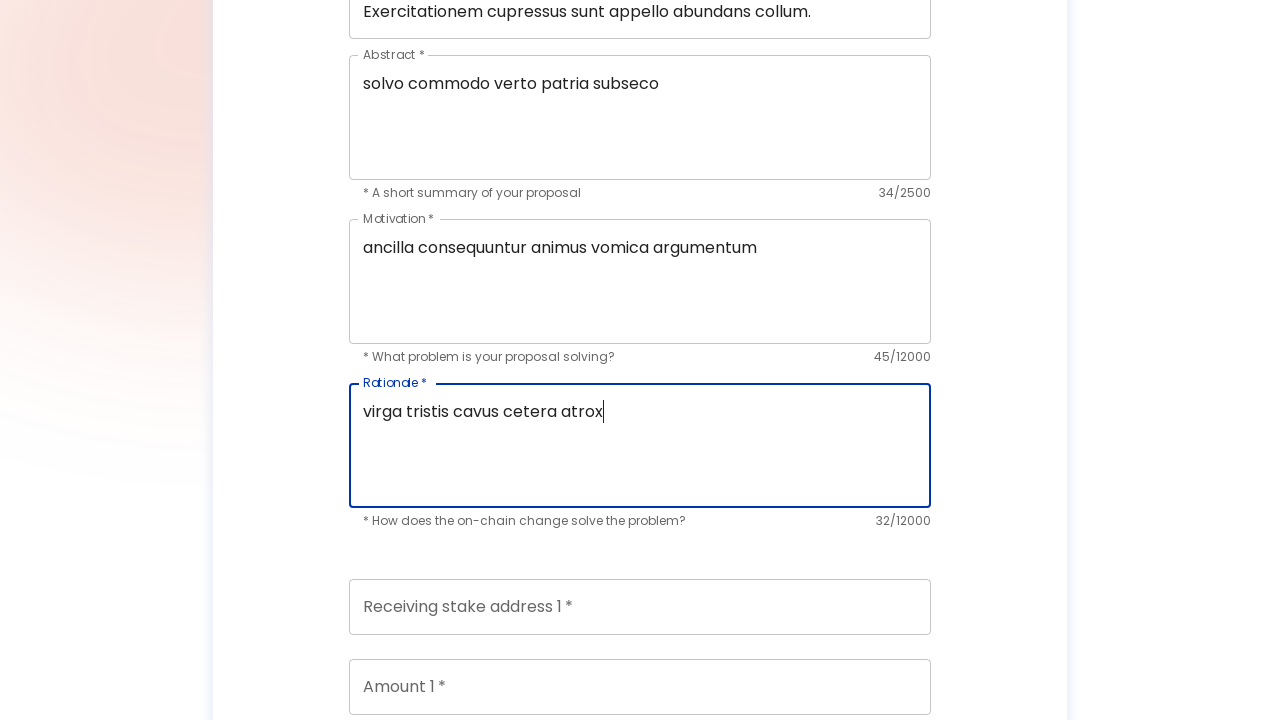 Exercitationem cupressus sunt appello abundans collum.
Abstract *
solvo commodo verto patria subseco
* A short summary of your proposal 34/2500
Motivation *
ancilla consequuntur animus vomica argumentum
* What problem is your proposal solving? 45/12000
Rationale *
virga tristis cavus cetera atrox
* How does the on-chain change solve the problem? 32/12000
Receiving stake address 1 *
Amount 1 *